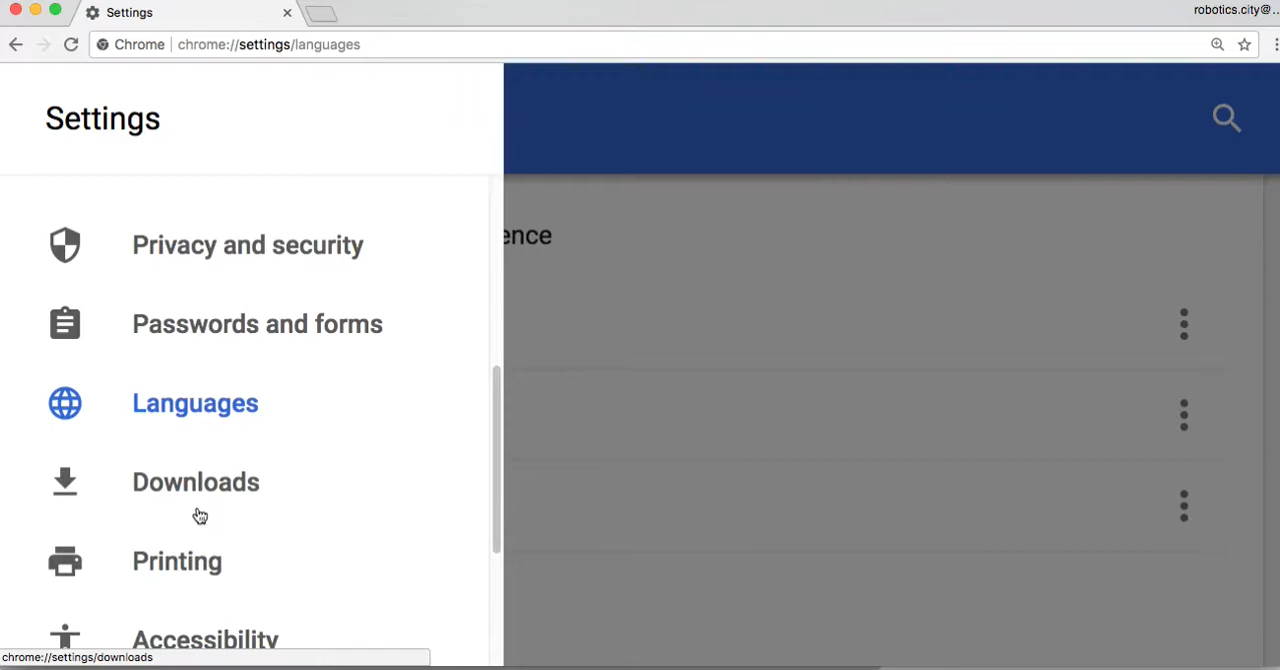 Settings
robotics.city@...
Chrome chrome://settings/languages
Settings
Privacy and security
ence
Passwords and forms
Languages
Downloads
Printing
Accessibility
chrome://settings/downloads